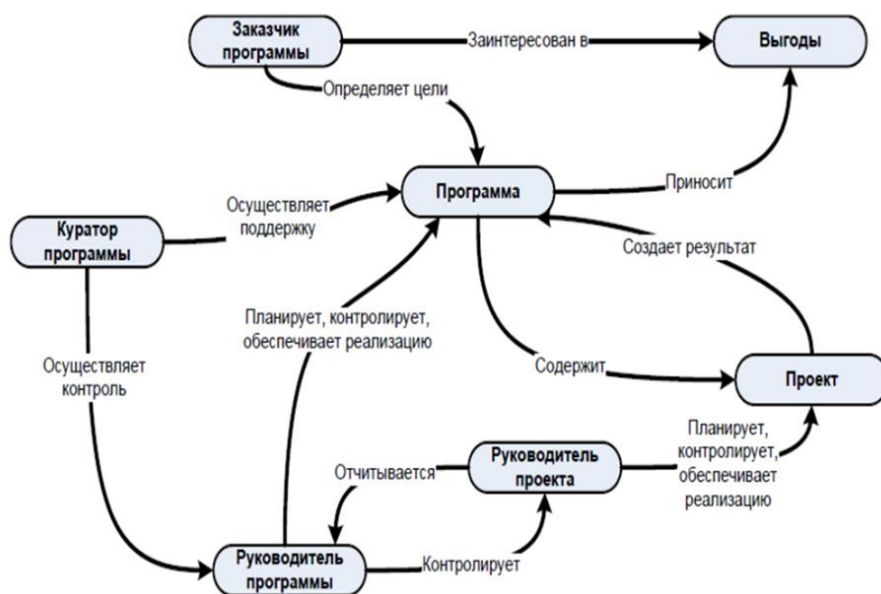 Заказчик
программы
Заинтересован в
Выгоды
Определяет цели
Программа
Приносит
Осуществляет
поддержку
Куратор
программы
Создает результат
Планирует, контролирует,
обеспечивает реализацию
Осуществляет
контроль
Содержит
Проект
Планирует,
контролирует,
обеспечивает
реализацию
Руководитель
проекта
Отчитывается
Руководитель
программы
Контролирует